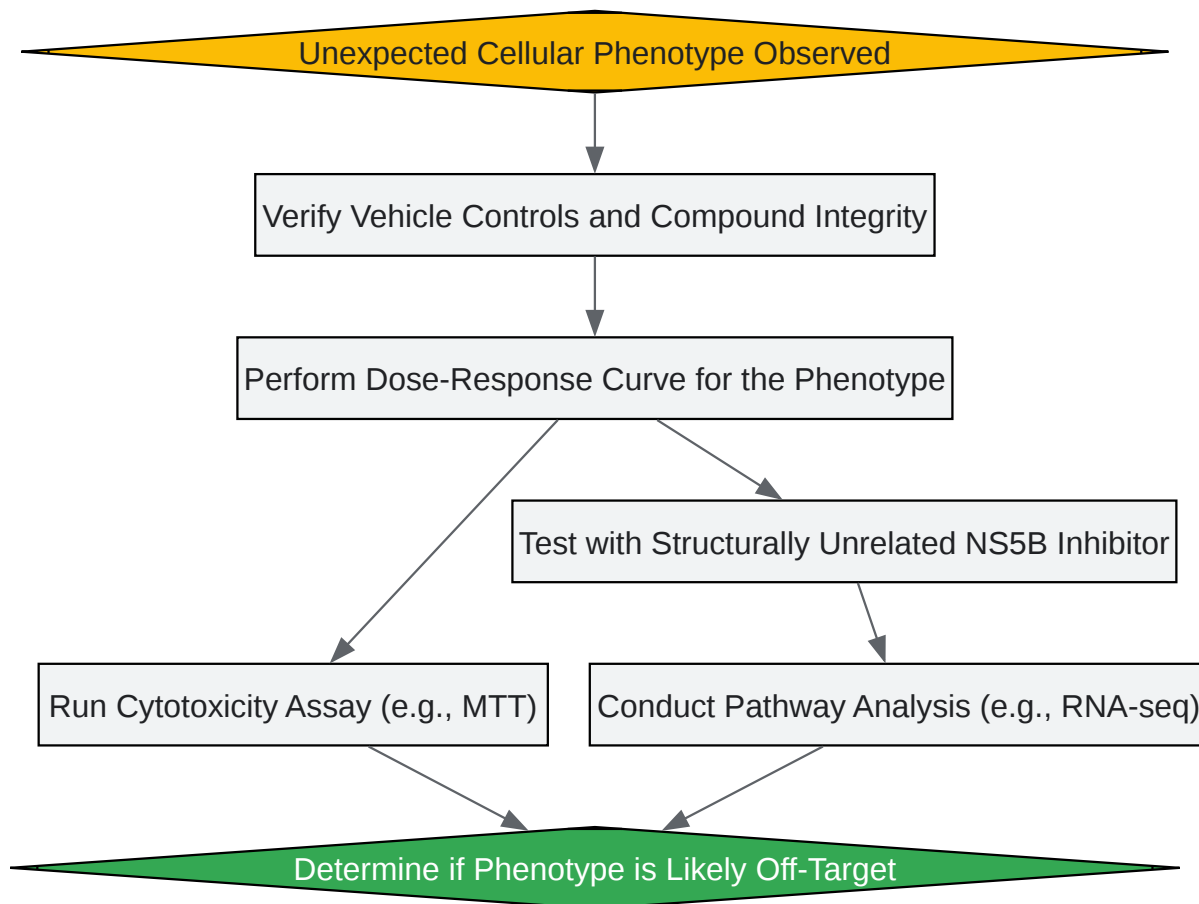 Unexpected Cellular Phenotype Observed
Verify Vehicle Controls and Compound Integrity
Perform Dose-Response Curve for the Phenotype
Test with Structurally Unrelated NS5B Inhibitor
Run Cytotoxicity Assay (e.g., MTT)
Conduct Pathway Analysis (e.g., RNA-seq)
Determine if Phenotype is Likely Off-Target